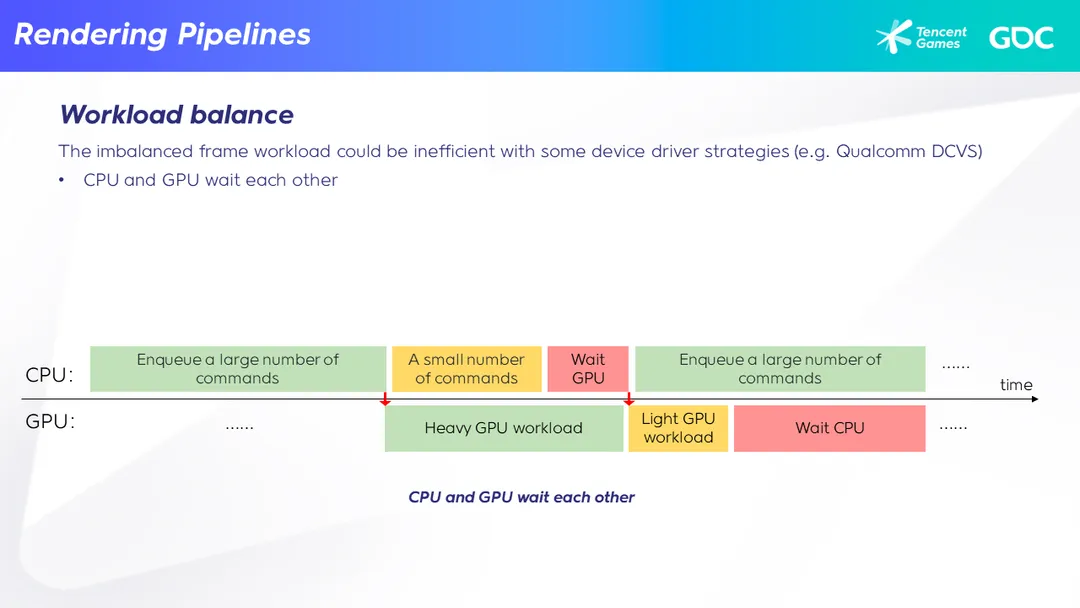 Rendering Pipelines
Tencent
Games
GDC
Workload balance
The imbalanced frame workload could be inefficient with some device driver strategies (e.g. Qualcomm DCVS)
• CPU and GPU wait each other
CPU:
Enqueue a large number of
commands
A small number
of commands
Wait
GPU
Enqueue a large number of
commands
......
time
GPU:
......
Heavy GPU workload
Light GPU
workload
Wait CPU
......
CPU and GPU wait each other